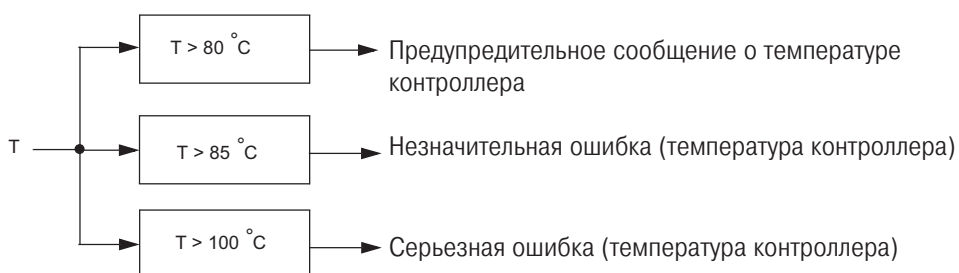 T > 80 °C
Предупредительное сообщение о температуре
контроллера
T
T > 85 °C
Незначительная ошибка (температура контроллера)
T > 100 °C
Серьезная ошибка (температура контроллера)